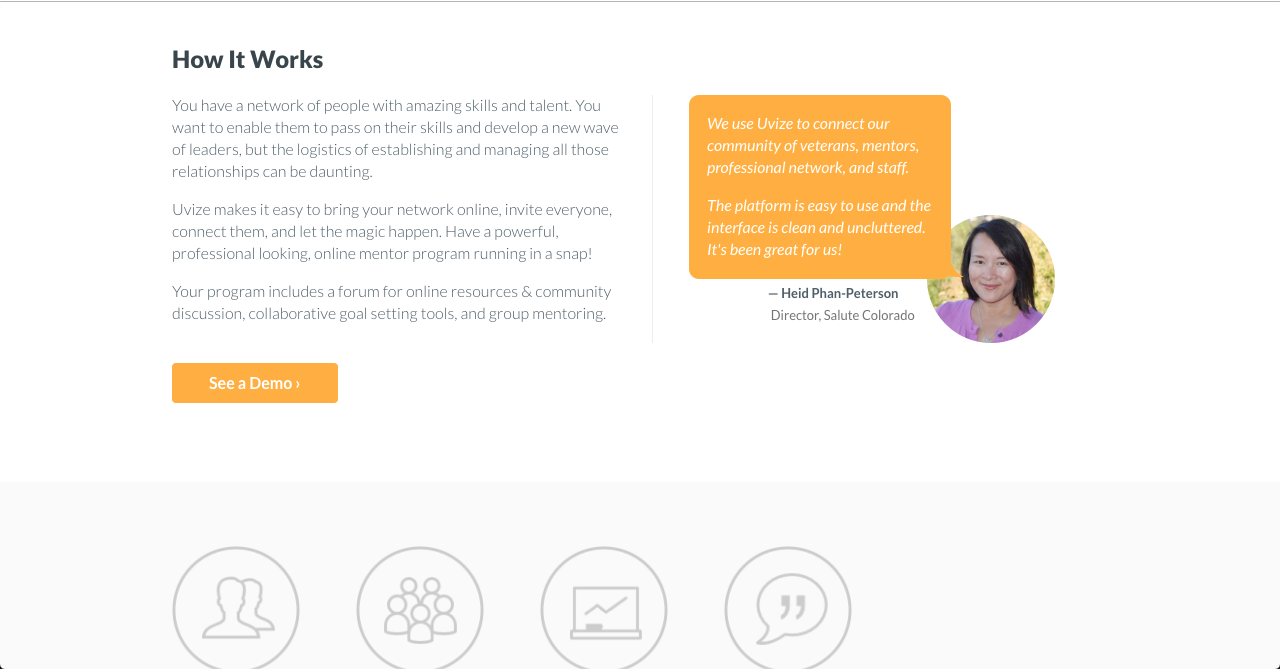 How It Works
You have a network of people with amazing skills and talent. You
want to enable them to pass on their skills and develop a new wave
of leaders, but the logistics of establishing and managing all those
relationships can be daunting.
Uvize makes it easy to bring your network online, invite everyone,
connect them, and let the magic happen. Have a powerful,
professional looking, online mentor program running in a snap!
Your program includes a forum for online resources & community
discussion, collaborative goal setting tools, and group mentoring.
See a Demo ›
We use Uvize to connect our
community of veterans, mentors,
professional network, and staff.
The platform is easy to use and the
interface is clean and uncluttered.
It's been great for us!
— Heid Phan-Peterson
Director, Salute Colorado